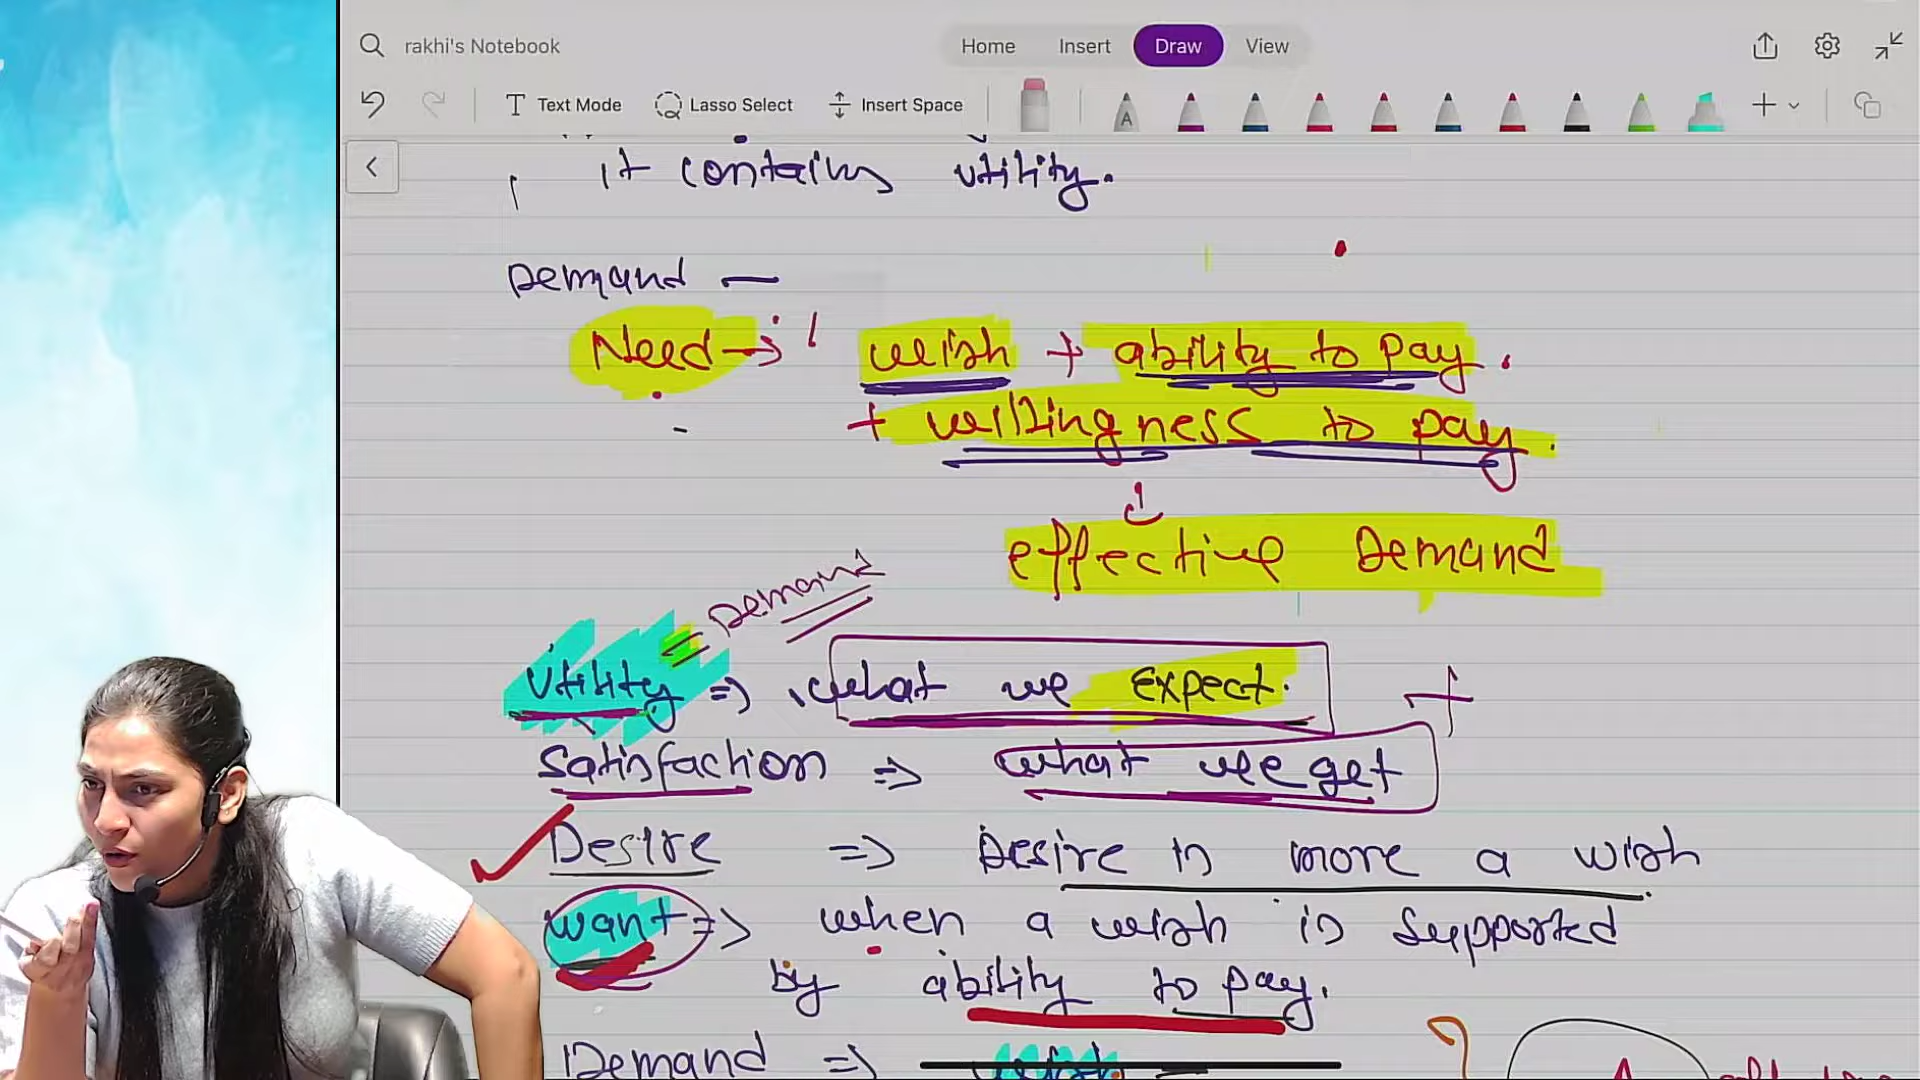 rakhi's Notebook
Home Insert Draw View
Text Mode Lasso Select Insert Space
it contains utility.
Demand —
Need → wish + ability to pay.
+ willingness to pay.
effective Demand
= Demand
Utility => what we expect. +
Satisfaction => what we get
Desire => Desire is more a wish
want => when a wish is supported
by ability to pay.
Demand => wish